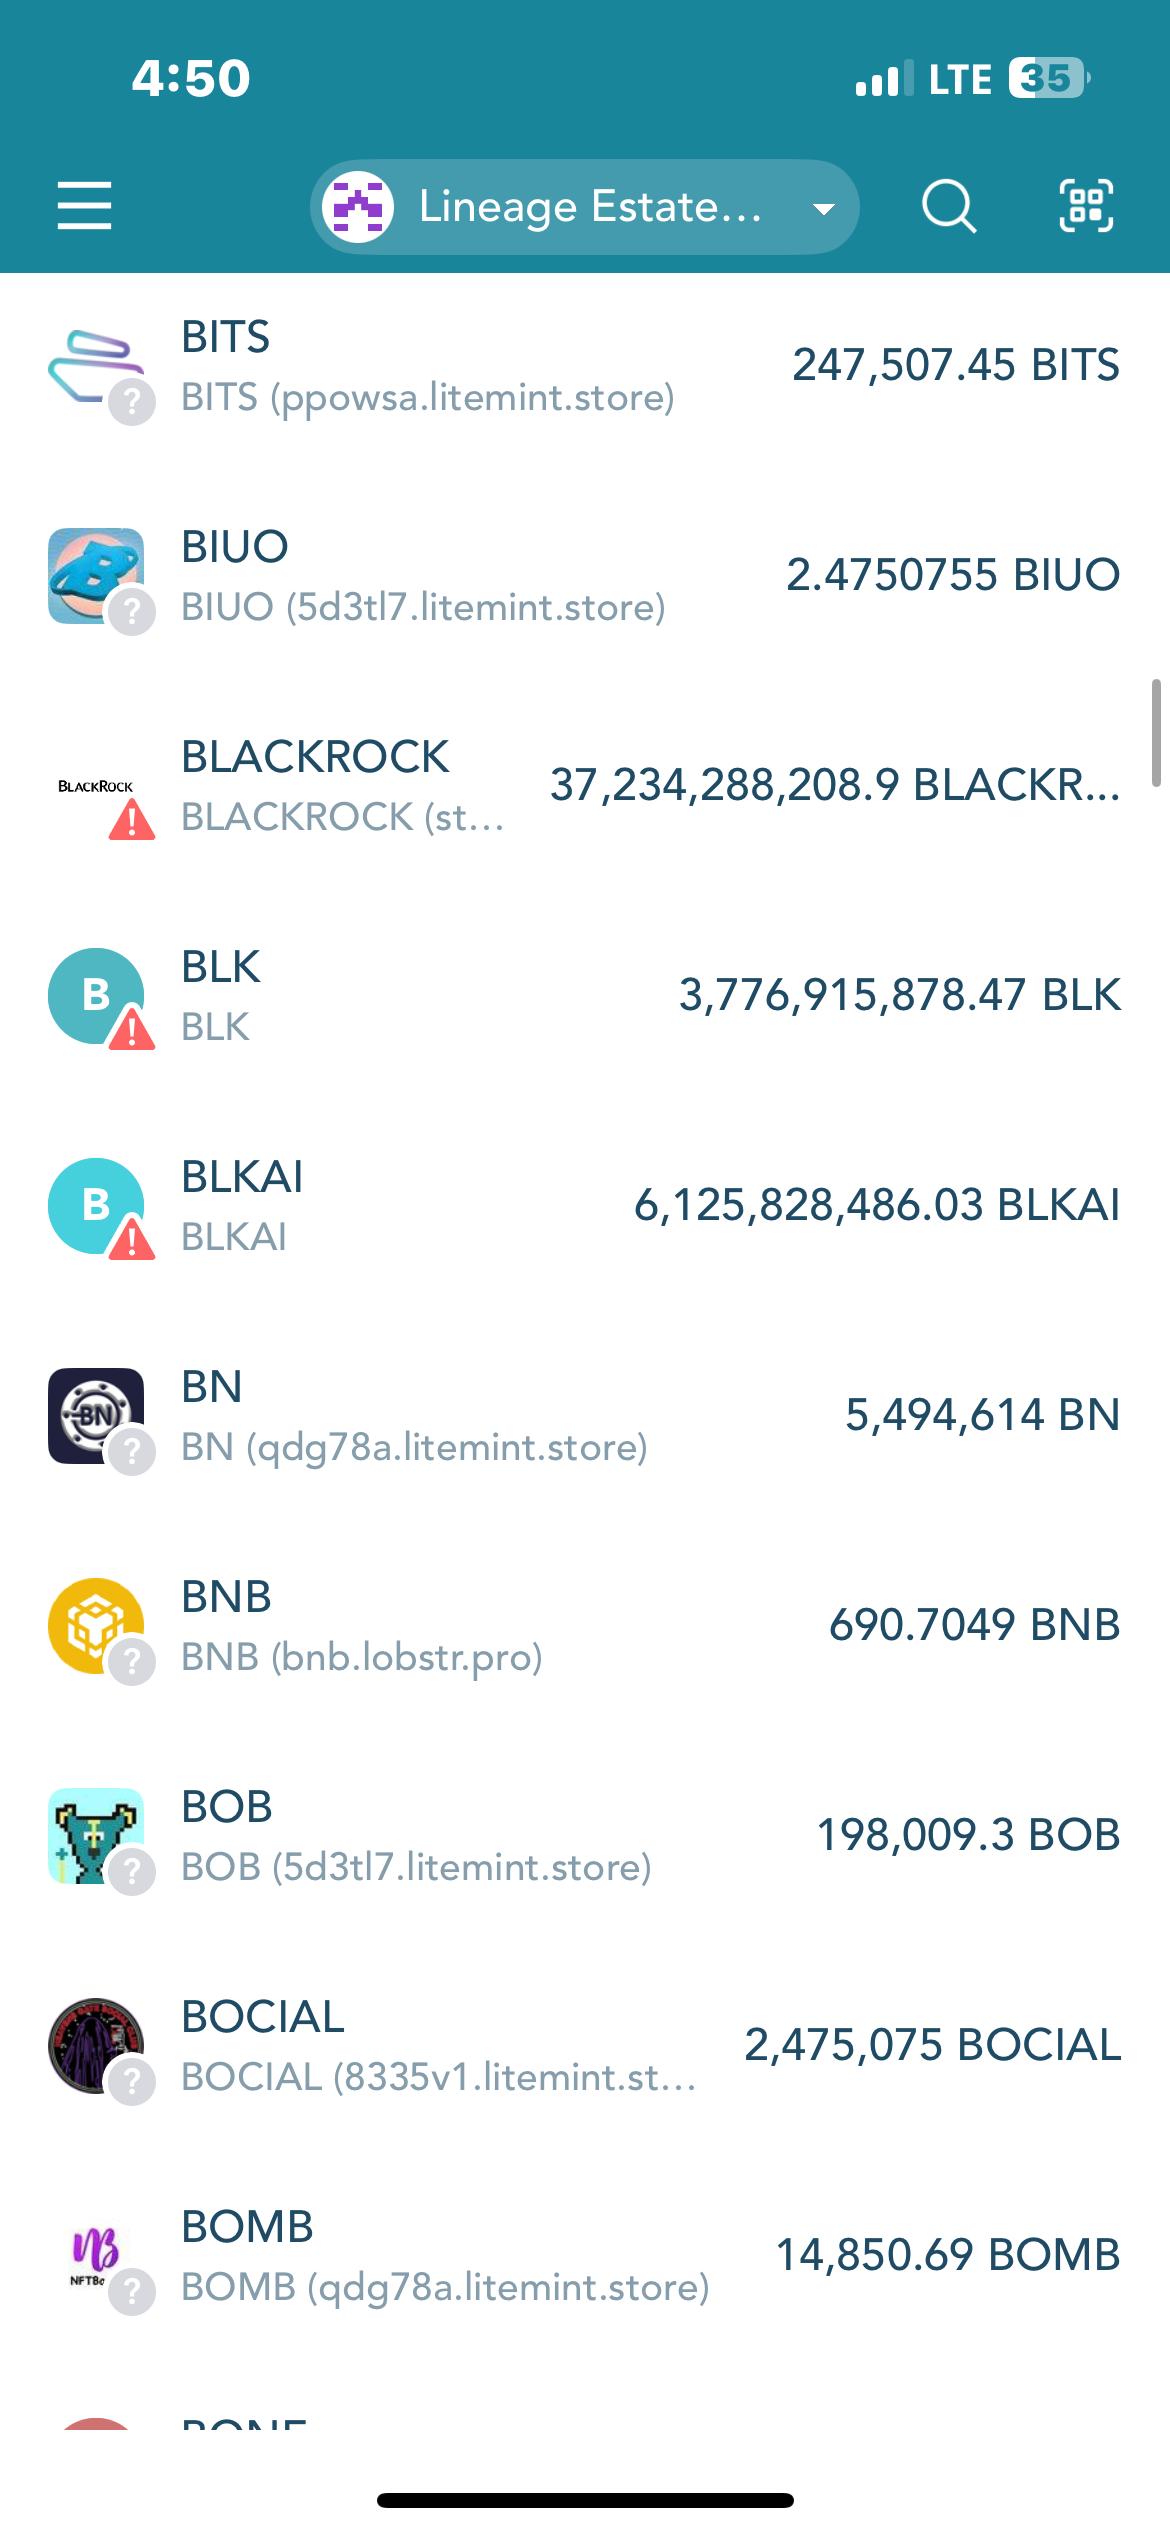 4:50
LTE 35
Lineage Estate...
BITS
247,507.45 BITS
BITS (ppowsa.litemint.store)
BIUO
2.4750755 BIUO
BIUO (5d3tl7.litemint.store)
BLACKROCK
BLACKROCK
37,234,288,208.9 BLACKR...
BLACKROCK (st...
B
BLK
3,776,915,878.47 BLK
BLK
B
BLKAI
6,125,828,486.03 BLKAI
BLKAI
BN
BN
5,494,614 BN
BN (qdg78a.litemint.store)
BNB
690.7049 BNB
BNB (bnb.lobstr.pro)
BOB
198,009.3 BOB
BOB (5d3tl7.litemint.store)
BOCIAL
2,475,075 BOCIAL
BOCIAL (8335v1.litemint.st...
BOMB
14,850.69 BOMB
BOMB (qdg78a.litemint.store)